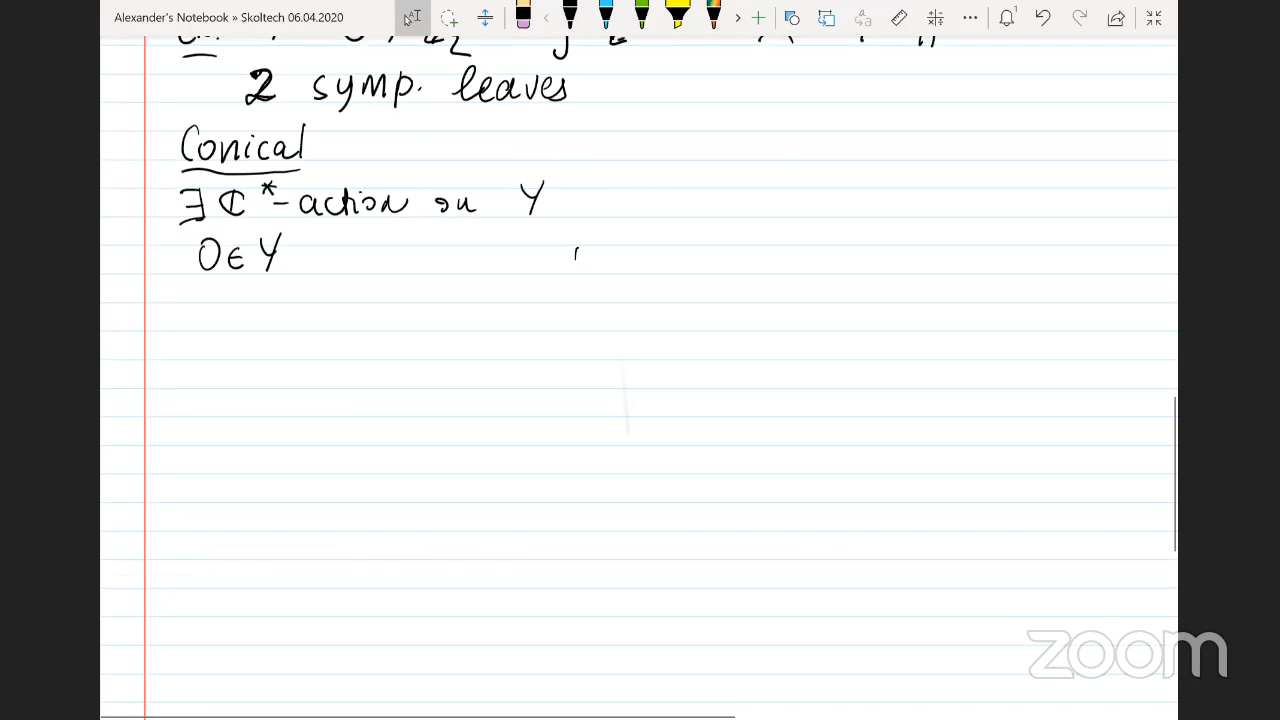 Alexander's Notebook » Skoltech 06.04.2020
2 symp. leaves
Conical
∃ ℂ*-action on Y
0 ∈ Y
zoom